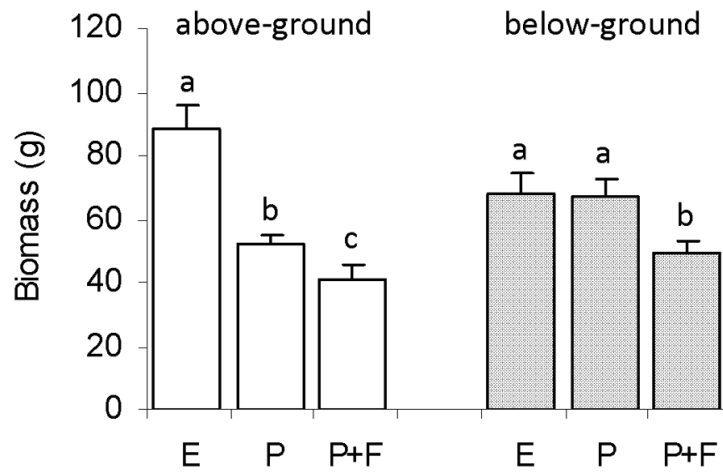 above-ground below-ground
Biomass (g)
120
100
80
60
40
20
0
a
b
c
a
a
b
E P P+F E P P+F